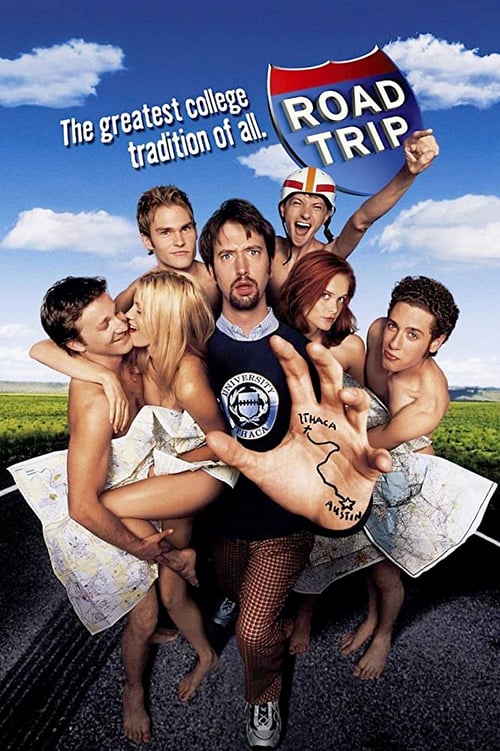 The greatest college
tradition of all.
ROAD
TRIP
UNIVERSITY
ITHACA
ITHACA
AUSTIN